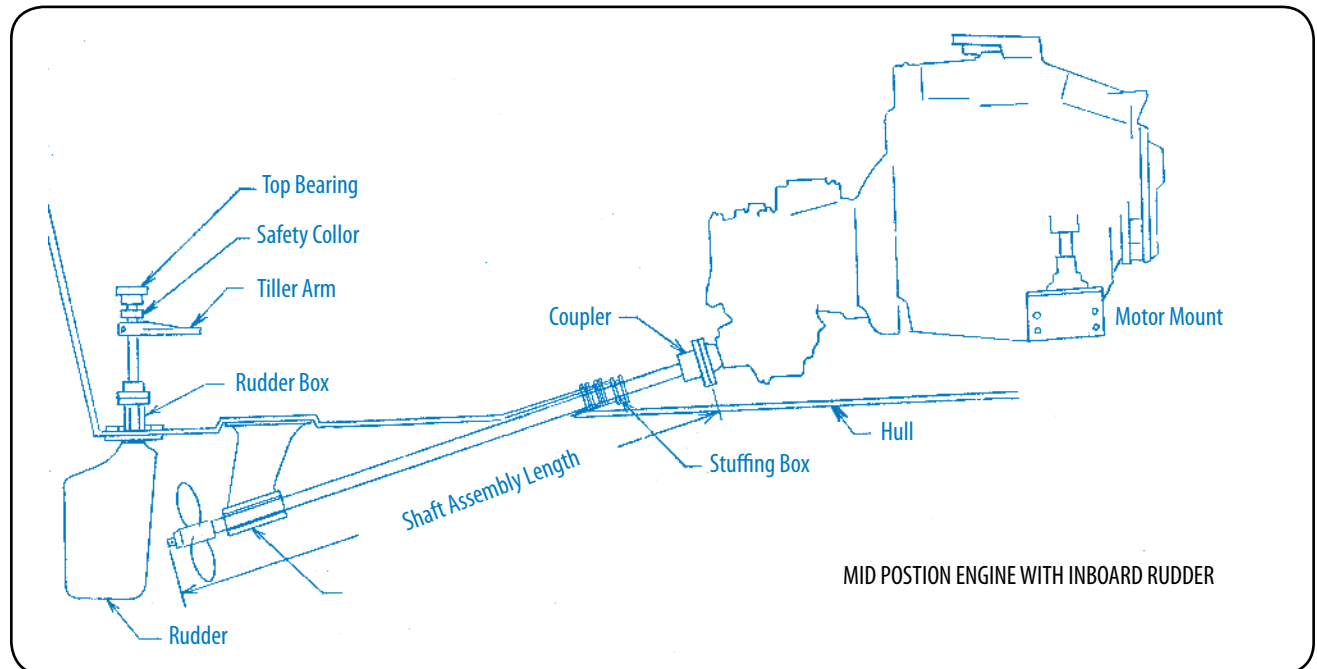 Top Bearing
Safety Collor
Tiller Arm
Coupler
Motor Mount
Rudder Box
Hull
Stuffing Box
Shaft Assembly Length
MID POSTION ENGINE WITH INBOARD RUDDER
Rudder